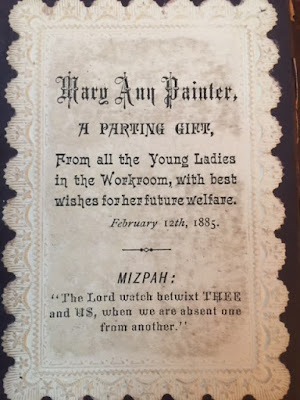 Mary Ann Painter,
A PARTING GIFT,
From all the Young Ladies
in the Workroom, with best
wishes for her future welfare.
February 12th, 1885.
MIZPAH:
"The Lord watch betwixt THEE
and US, when we are absent one
from another."